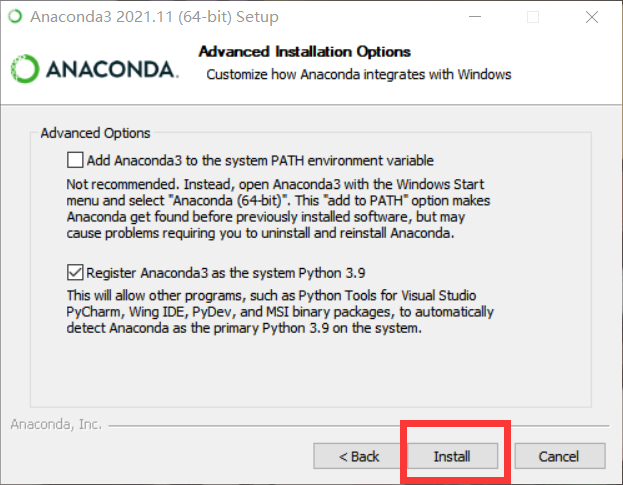 Anaconda3 2021.11 (64-bit) Setup
Advanced Installation Options
ANACONDA.
Customize how Anaconda integrates with Windows
Advanced Options
Add Anaconda3 to the system PATH environment variable
Not recommended. Instead, open Anaconda3 with the Windows Start
menu and select "Anaconda (64-bit)". This "add to PATH" option makes
Anaconda get found before previously installed software, but may
cause problems requiring you to uninstall and reinstall Anaconda.
Register Anaconda3 as the system Python 3.9
This will allow other programs, such as Python Tools for Visual Studio
PyCharm, Wing IDE, PyDev, and MSI binary packages, to automatically
detect Anaconda as the primary Python 3.9 on the system.
Anaconda, Inc.
< Back
Install
Cancel